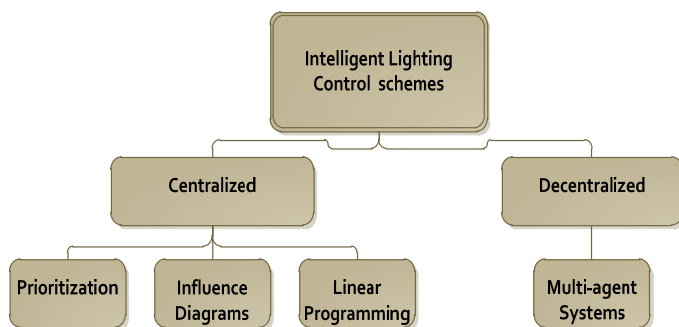 Intelligent Lighting
Control schemes
Centralized
Decentralized
Prioritization
Influence
Diagrams
Linear
Programming
Multi-agent
Systems